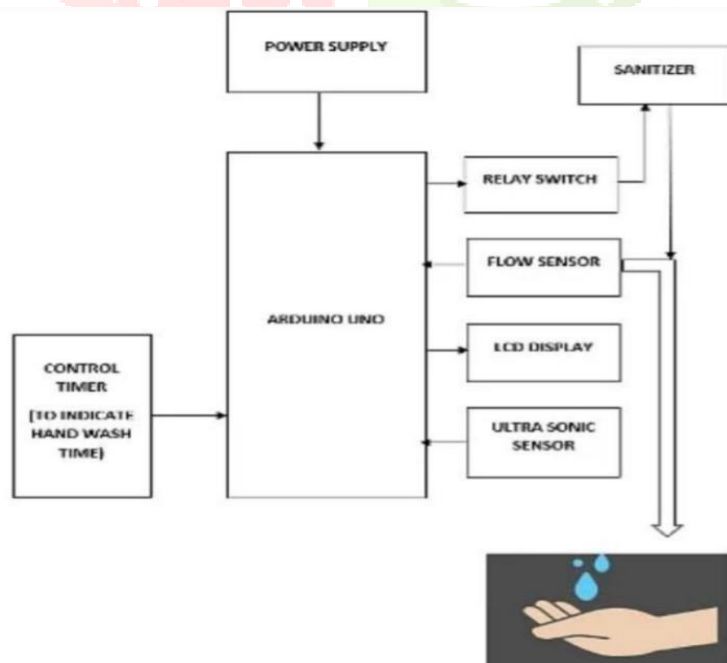 POWER SUPPLY
SANITIZER
RELAY SWITCH
FLOW SENSOR
ARDUINO UNO
LCD DISPLAY
CONTROL
TIMER
(TO INDICATE
HAND WASH
TIME)
ULTRA SONIC
SENSOR